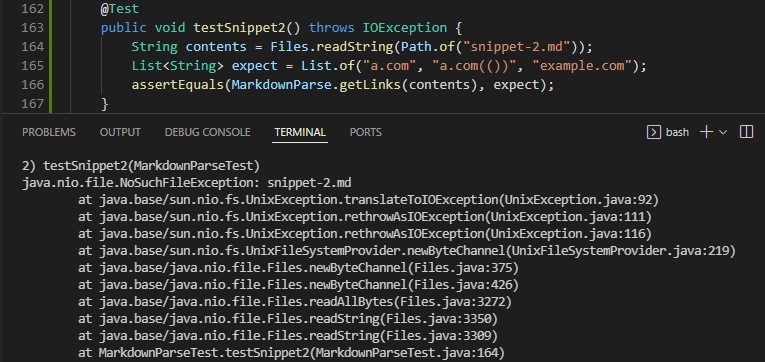 162 @Test
163 public void testSnippet2() throws IOException {
164 String contents = Files.readString(Path.of("snippet-2.md"));
165 List<String> expect = List.of("a.com", "a.com(())", "example.com");
166 assertEquals(MarkdownParse.getLinks(contents), expect);
167 }
PROBLEMS OUTPUT DEBUG CONSOLE TERMINAL PORTS bash
2) testSnippet2(MarkdownParseTest)
java.nio.file.NoSuchFileException: snippet-2.md
at java.base/sun.nio.fs.UnixException.translateToIOException(UnixException.java:92)
at java.base/sun.nio.fs.UnixException.rethrowAsIOException(UnixException.java:111)
at java.base/sun.nio.fs.UnixException.rethrowAsIOException(UnixException.java:116)
at java.base/sun.nio.fs.UnixFileSystemProvider.newByteChannel(UnixFileSystemProvider.java:219)
at java.base/java.nio.file.Files.newByteChannel(Files.java:375)
at java.base/java.nio.file.Files.newByteChannel(Files.java:426)
at java.base/java.nio.file.Files.readAllBytes(Files.java:3272)
at java.base/java.nio.file.Files.readString(Files.java:3350)
at java.base/java.nio.file.Files.readString(Files.java:3309)
at MarkdownParseTest.testSnippet2(MarkdownParseTest.java:164)